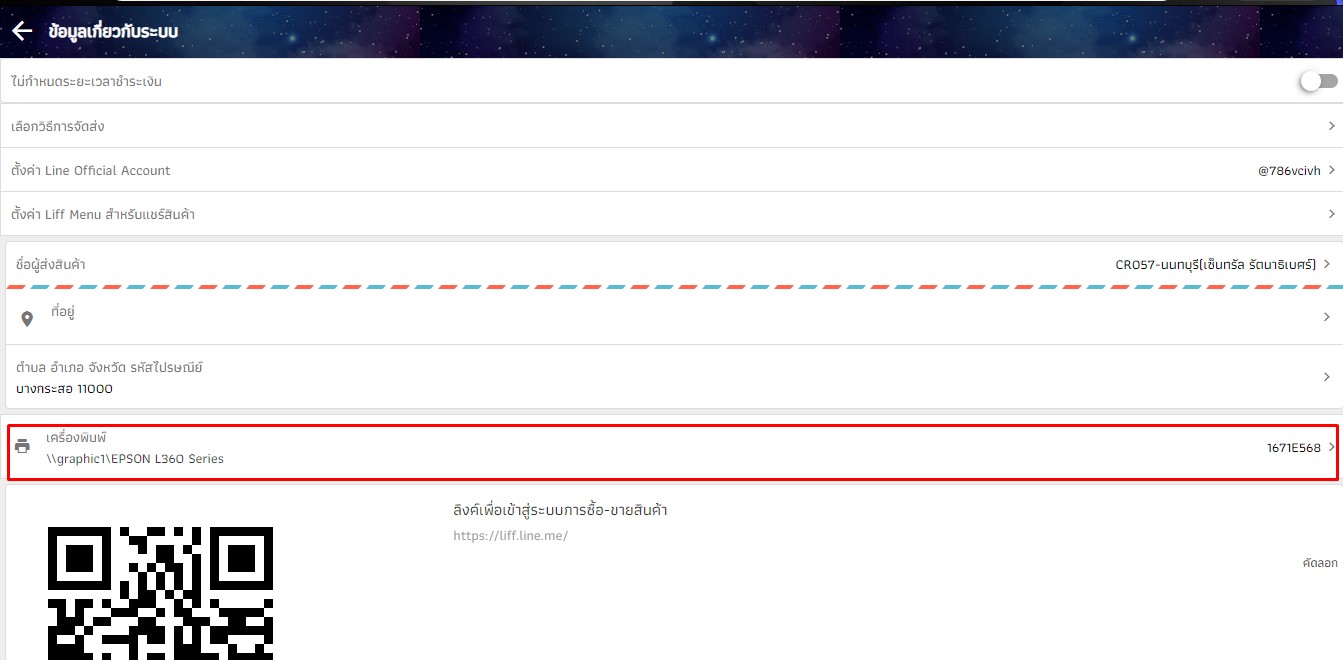 ข้อมูลเกี่ยวกับระบบ
ไม่กำหนดระยะเวลาชำระเงิน
เลือกวิธีการจัดส่ง
ตั้งค่า Line Official Account @786vcivh
ตั้งค่า Liff Menu สำหรับแชร์สินค้า
ชื่อผู้ส่งสินค้า CR057-นนทบุรี(เซ็นทรัล รัตนาธิเบศร์)
ที่อยู่
ตำบล อำเภอ จังหวัด รหัสไปรษณีย์
บางกระสอ 11000
เครื่องพิมพ์
\\graphic1\EPSON L360 Series 1671E568
ลิงค์เพื่อเข้าสู่ระบบการซื้อ-ขายสินค้า
https://liff.line.me/
คัดลอก